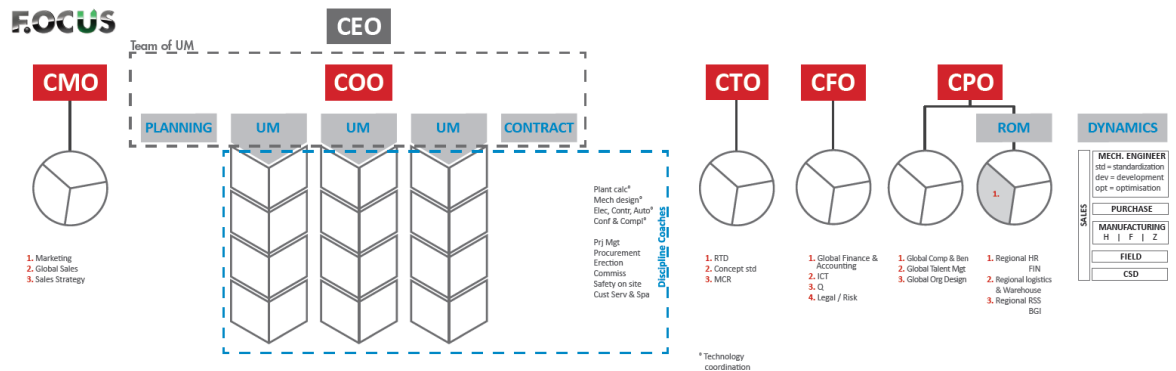 F.OCUS
CEO
Team of UM
CMO
COO
CTO
CFO
CPO
PLANNING
UM
UM
UM
CONTRACT
ROM
DYNAMICS
1. Marketing
2. Global Sales
3. Sales Strategy
Plant calc*
Mech design*
Elec, Contr, Auto*
Conf & Compl*
Prj Mgt
Procurement
Erection
Commiss
Safety on site
Cust Serv & Spa
Discipline Coaches
1. RTD
2. Concept std
3. MCR
1. Global Finance &
Accounting
2. ICT
3. Q
4. Legal / Risk
1. Global Comp & Ben
2. Global Talent Mgt
3. Global Org Design
1.
1. Regional HR
FIN
2. Regional logistics
& Warehouse
3. Regional RSS
BGI
SALES
MECH. ENGINEER
std = standardization
dev = development
opt = optimisation
PURCHASE
MANUFACTURING
H | F | Z
FIELD
CSD
* Technology
coordination